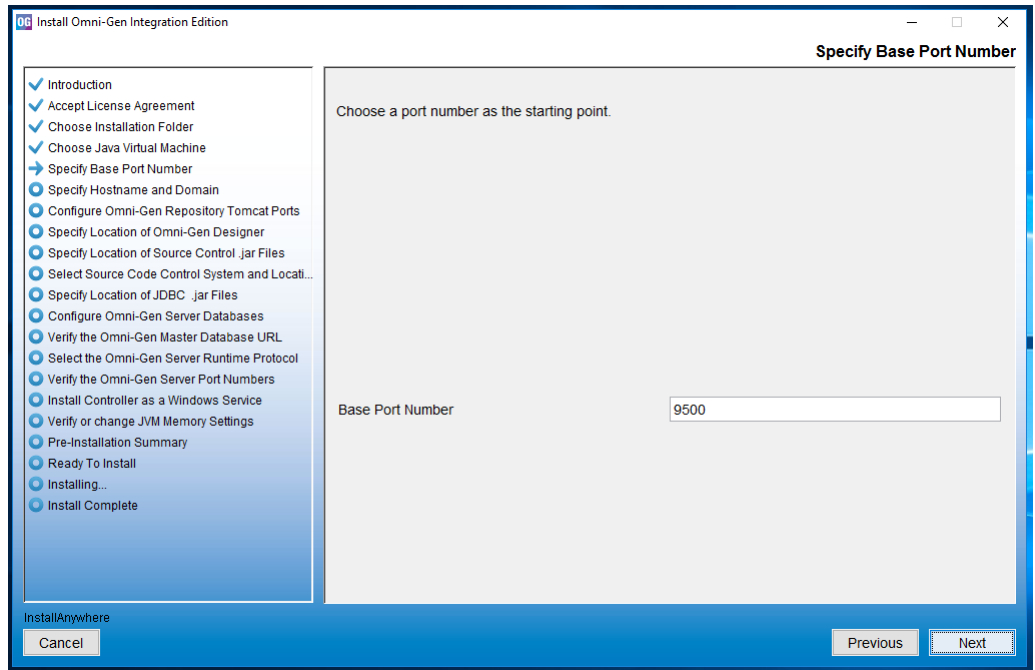 OG Install Omni-Gen Integration Edition
Specify Base Port Number
Introduction
Accept License Agreement
Choose Installation Folder
Choose Java Virtual Machine
Specify Base Port Number
Specify Hostname and Domain
Configure Omni-Gen Repository Tomcat Ports
Specify Location of Omni-Gen Designer
Specify Location of Source Control .jar Files
Select Source Code Control System and Locati...
Specify Location of JDBC  .jar Files
Configure Omni-Gen Server Databases
Verify the Omni-Gen Master Database URL
Select the Omni-Gen Server Runtime Protocol
Verify the Omni-Gen Server Port Numbers
Install Controller as a Windows Service
Verify or change JVM Memory Settings
Pre-Installation Summary
Ready To Install
Installing...
Install Complete
Choose a port number as the starting point.
Base Port Number 9500
InstallAnywhere
Cancel Previous Next